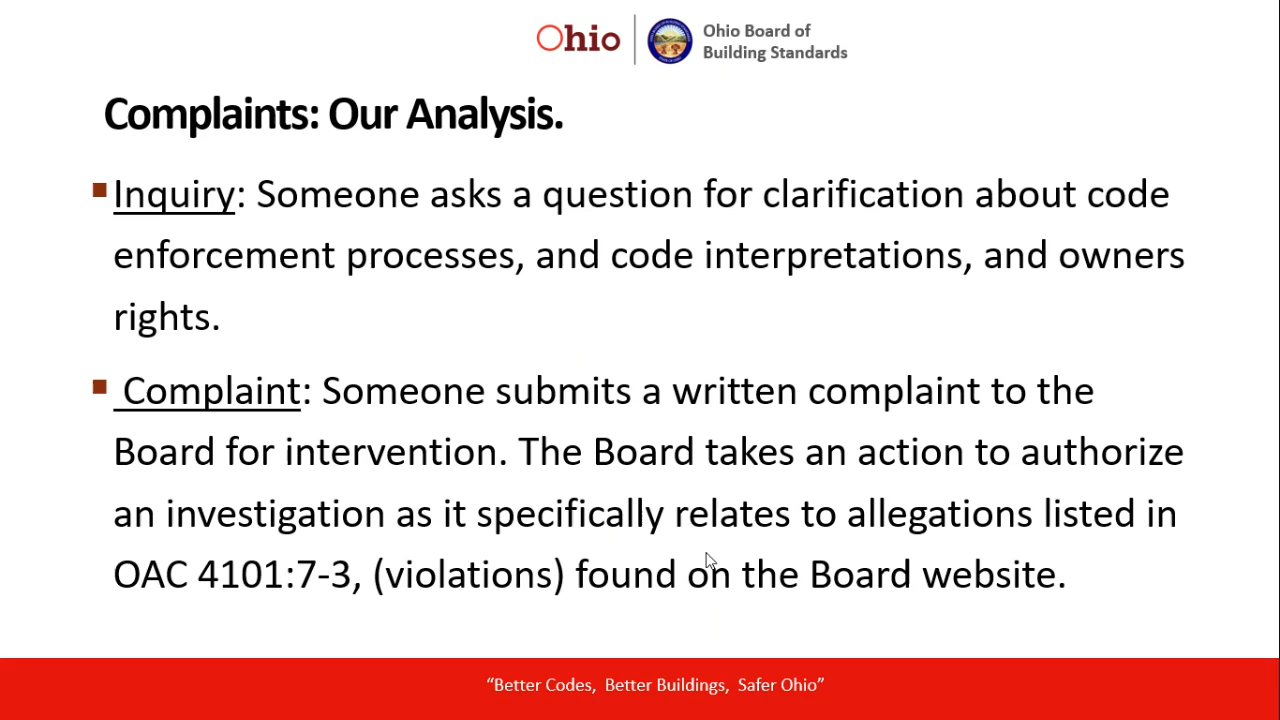 Ohio
Ohio Board of
Building Standards
Complaints: Our Analysis.
Inquiry: Someone asks a question for clarification about code
enforcement processes, and code interpretations, and owners
rights.
Complaint: Someone submits a written complaint to the
Board for intervention. The Board takes an action to authorize
an investigation as it specifically relates to allegations listed in
OAC 4101:7-3, (violations) found on the Board website.
“Better Codes, Better Buildings, Safer Ohio”